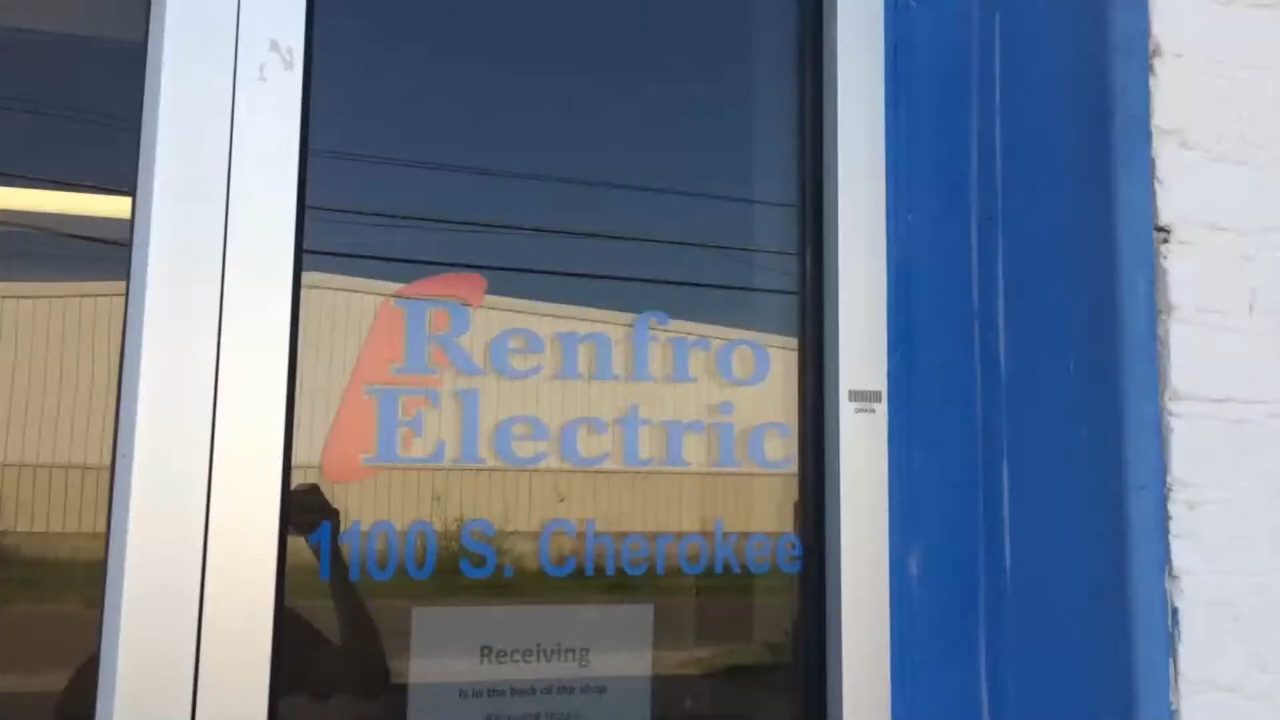 Renfro
Electric
1100 S. Cherokee
Receiving
is in the back of the shop